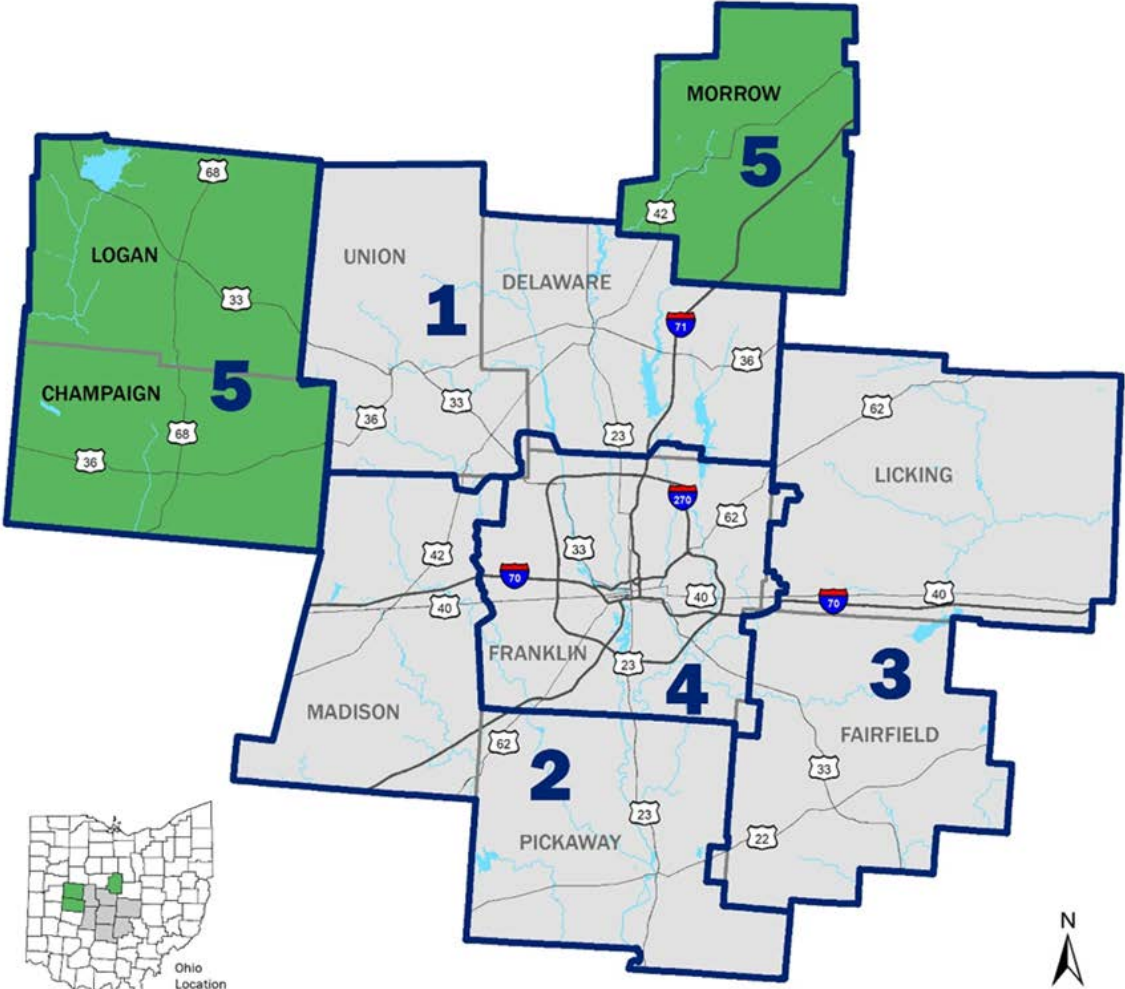 MORROW
5
42
68
LOGAN
33
UNION
1
DELAWARE
71
36
33
36
23
CHAMPAIGN
5
68
36
62
LICKING
270
62
42
33
70
40
40
70
40
FRANKLIN
23
4
3
MADISON
FAIRFIELD
62
2
33
23
PICKAWAY
22
N
Ohio
Location